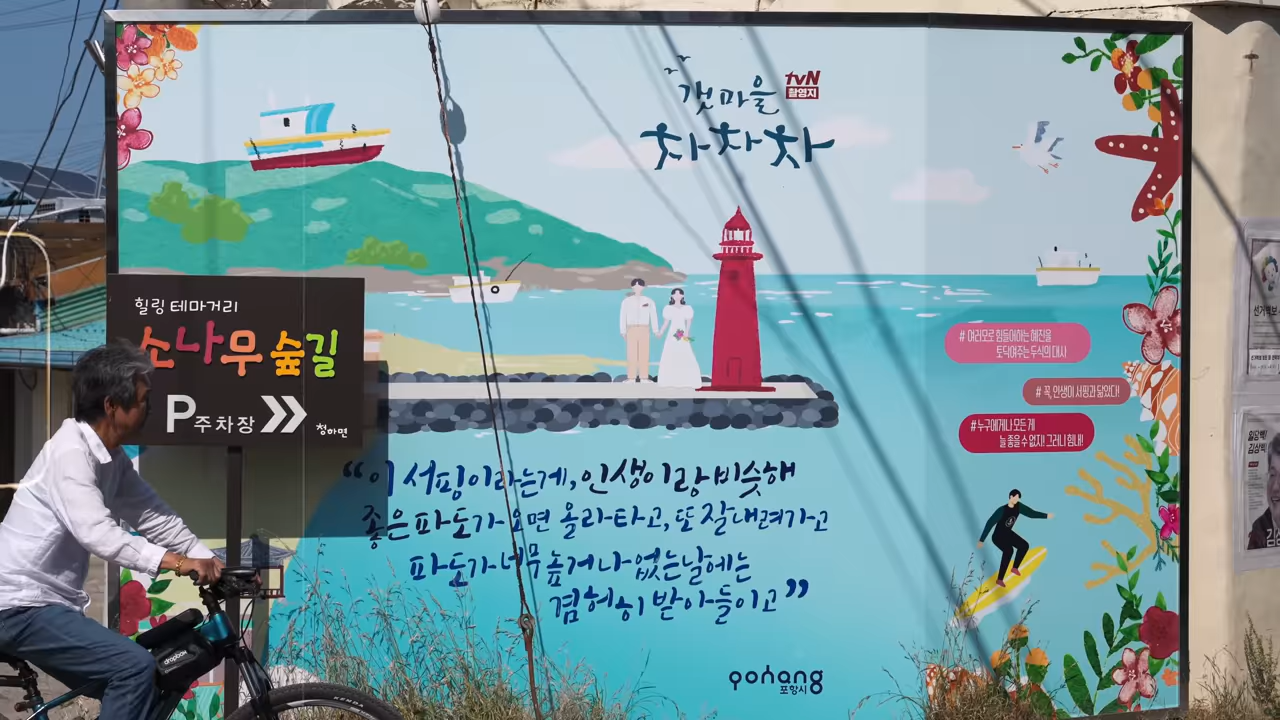 갯마을
tvN
촬영지
차차차
힐링 테마거리
소나무 숲길
P주차장
청하면
# 여러모로 힘들어하는 혜진을
토닥여주는 두식의 대사
# 꼭, 인생이 서핑과 닮았다!
# 누구에게나 모든 게
늘 좋을 수 없지! 그러니 힘내!
“이 서핑이라는게, 인생이랑 비슷해
좋은 파도가 오면 올라타고, 또 잘 내려가고
파도가 너무 높거나 없는 날에는
겸허히 받아들이고”
pohang
포항시
dropbox